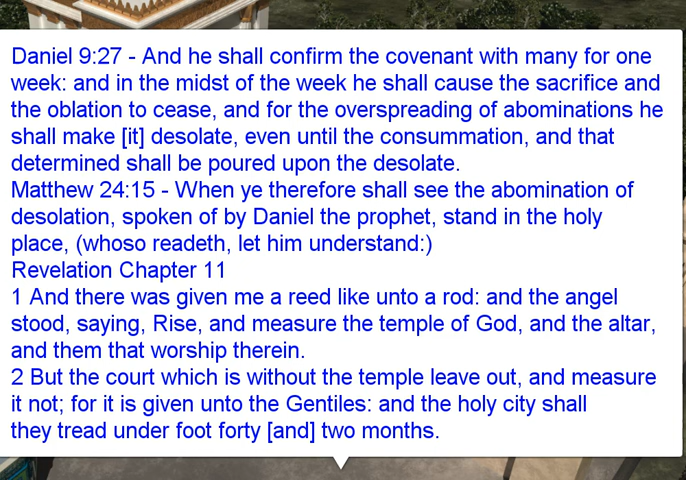 Daniel 9:27 - And he shall confirm the covenant with many for one
week: and in the midst of the week he shall cause the sacrifice and
the oblation to cease, and for the overspreading of abominations he
shall make [it] desolate, even until the consummation, and that
determined shall be poured upon the desolate.
Matthew 24:15 - When ye therefore shall see the abomination of
desolation, spoken of by Daniel the prophet, stand in the holy
place, (whoso readeth, let him understand:)
Revelation Chapter 11
1 And there was given me a reed like unto a rod: and the angel
stood, saying, Rise, and measure the temple of God, and the altar,
and them that worship therein.
2 But the court which is without the temple leave out, and measure
it not; for it is given unto the Gentiles: and the holy city shall
they tread under foot forty [and] two months.